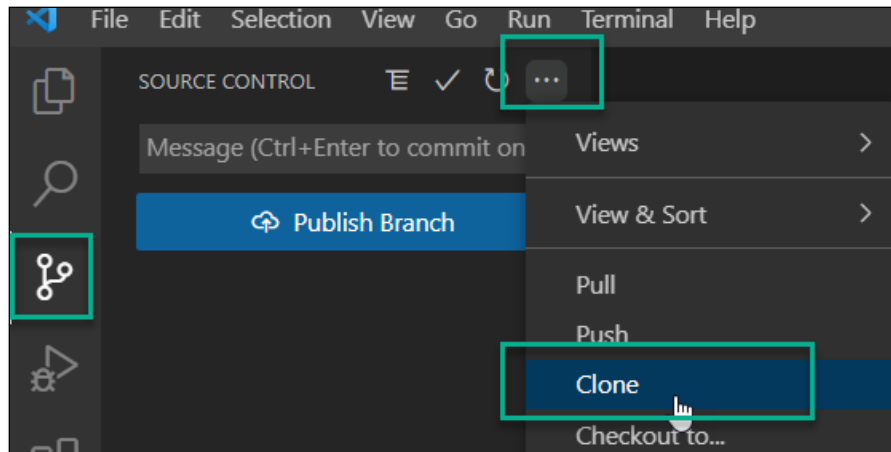 File Edit Selection View Go Run Terminal Help
SOURCE CONTROL
Message (Ctrl+Enter to commit on
Publish Branch
Views
View & Sort
Pull
Push
Clone
Checkout to...